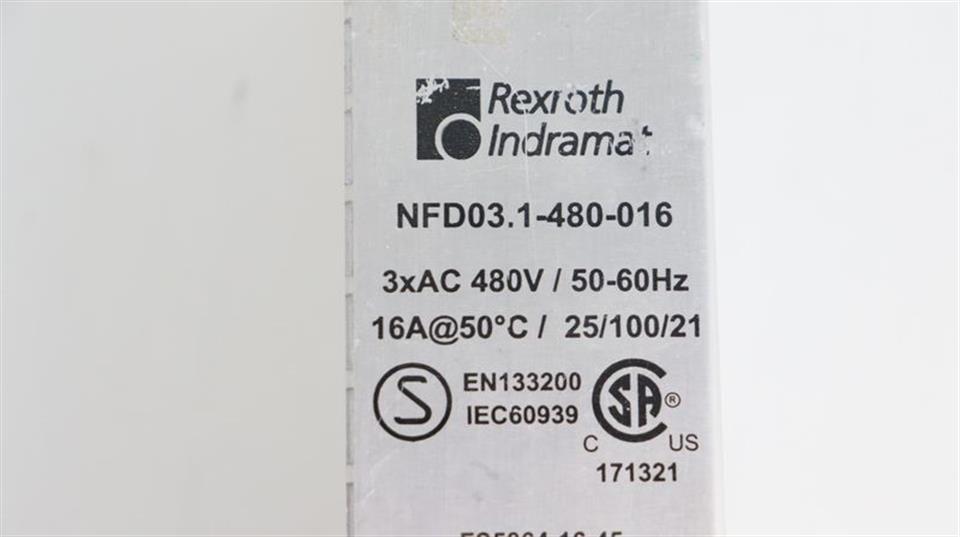 Rexroth
Indramat
NFD03.1-480-016
3xAC 480V / 50-60Hz
16A@50°C / 25/100/21
S EN133200
IEC60939
SA ®
C US
171321